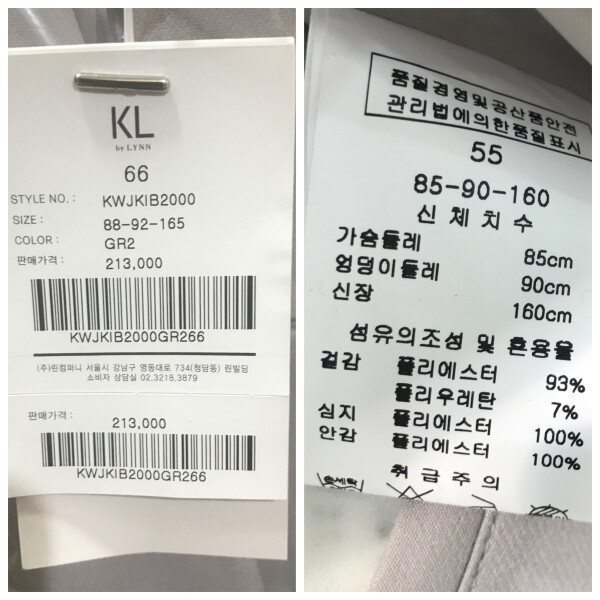 KL
by LYNN
66
STYLE NO. : KWJKIB2000
SIZE : 88-92-165
COLOR : GR2
판매가격 : 213,000
KWJKIB2000GR266
(주)린컴퍼니 서울시 강남구 영동대로 734(청담동) 린빌딩
소비자 상담실 02.3218.3879
판매가격 : 213,000
KWJKIB2000GR266
품질경영및공산품안전
관리법에의한품질표시
55
85-90-160
신체치수
가슴둘레 85cm
엉덩이둘레 90cm
신장 160cm
섬유의조성 및 혼용율
겉감 폴리에스터 93%
폴리우레탄 7%
심지 폴리에스터 100%
안감 폴리에스터 100%
취급주의